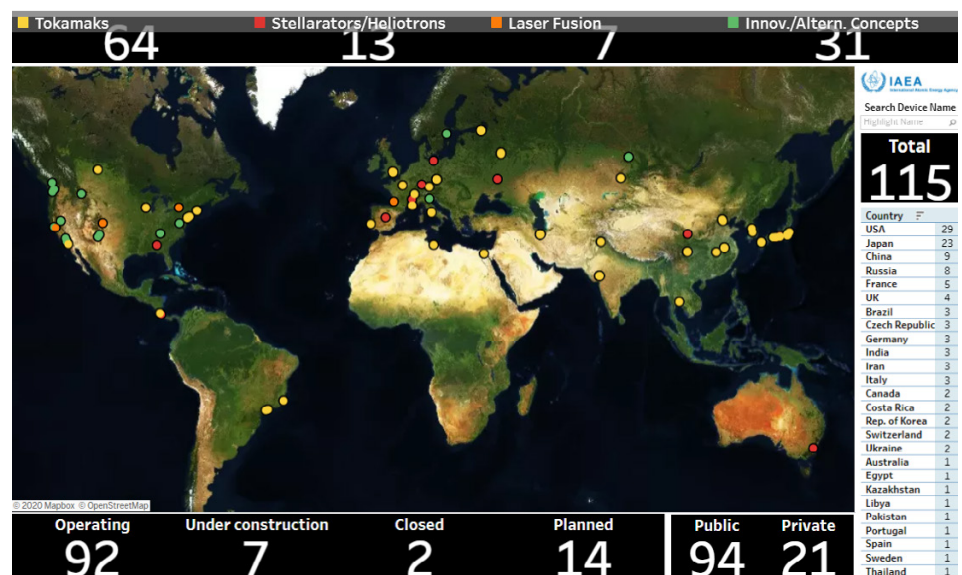 Tokamaks Stellarators/Heliotrons Laser Fusion Innov./Altern. Concepts
64 13 7 31
IAEA
International Atomic Energy Agency
Search Device Name
Highlight Name
Total
115
Country
USA 29
Japan 23
China 9
Russia 8
France 5
UK 4
Brazil 3
Czech Republic 3
Germany 3
India 3
Iran 3
Italy 3
Canada 2
Costa Rica 2
Rep. of Korea 2
Switzerland 2
Ukraine 2
Australia 1
Egypt 1
Kazakhstan 1
Libya 1
Pakistan 1
Portugal 1
Spain 1
Sweden 1
Thailand 1
© 2020 Mapbox © OpenStreetMap
Operating Under construction Closed Planned Public Private
92 7 2 14 94 21